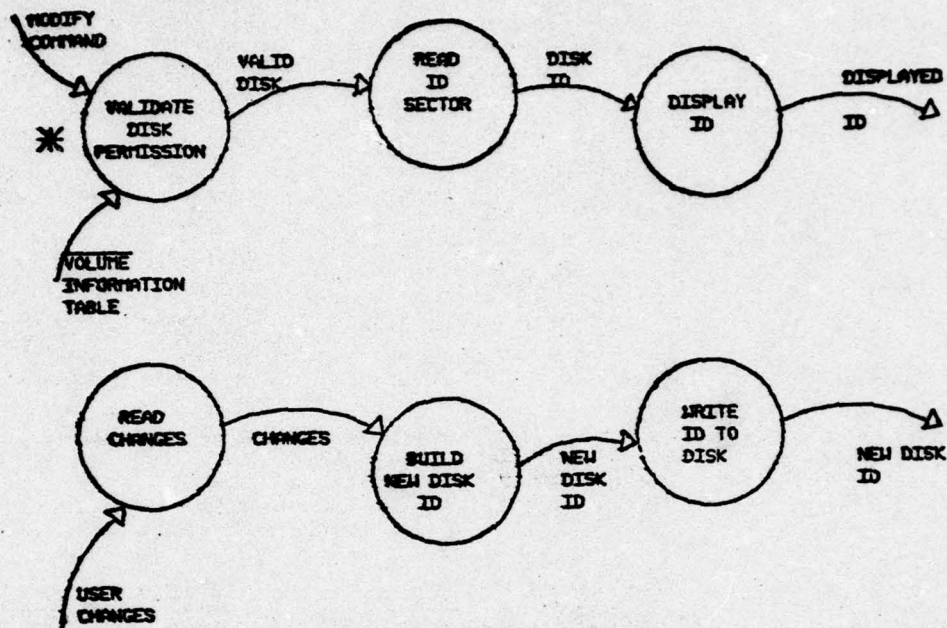 MODIFY
COMMAND
VALIDATE
DISK
PERMISSION
VALID
DISK
READ
ID
SECTOR
DISK
ID
DISPLAY
ID
DISPLAYED
ID
VOLUME
INFORMATION
TABLE
READ
CHANGES
CHANGES
BUILD
NEW DISK
ID
NEW
DISK
ID
WRITE
ID TO
DISK
NEW DISK
ID
USER
CHANGES